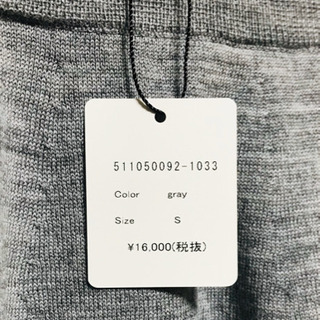 511050092-1033
Color gray
Size S
¥16,000(税抜)